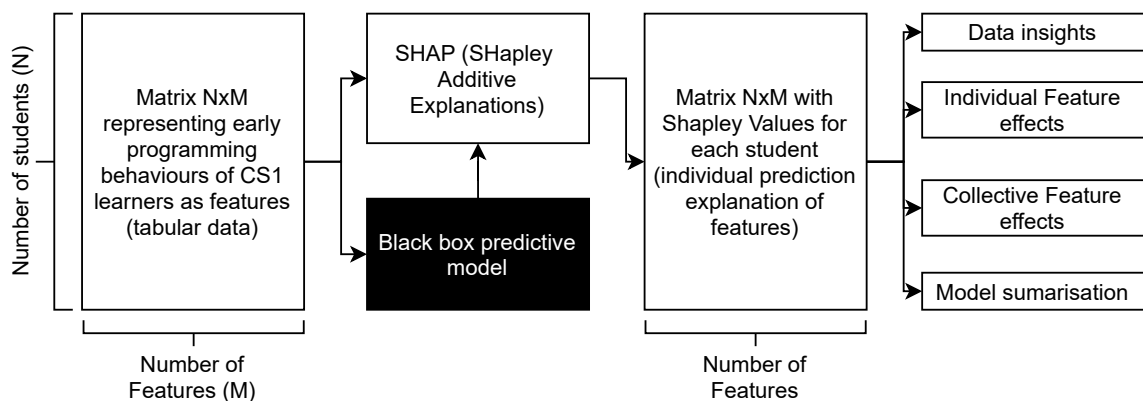 Number of students (N)
Matrix NxM
representing early
programming
behaviours of CS1
learners as features
(tabular data)
Number of
Features (M)
SHAP (SHapley
Additive
Explanations)
Black box predictive
model
Matrix NxM with
Shapley Values for
each student
(individual prediction
explanation of
features)
Number of
Features
Data insights
Individual Feature
effects
Collective Feature
effects
Model sumarisation